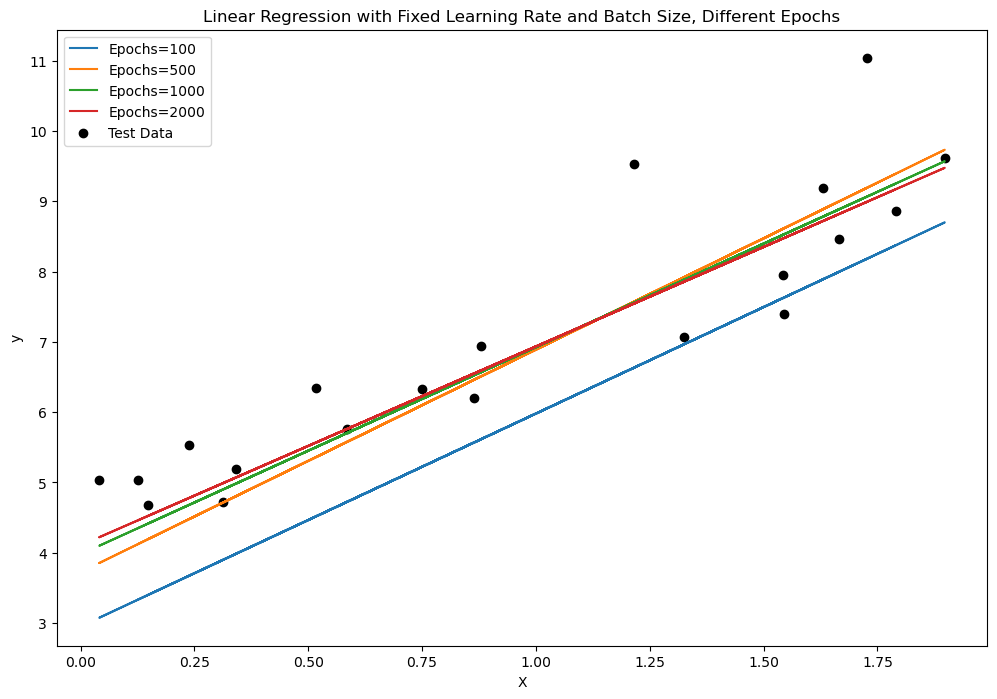 Linear Regression with Fixed Learning Rate and Batch Size, Different Epochs
Epochs=100
Epochs=500
Epochs=1000
Epochs=2000
Test Data
11
10
9
8
7
6
5
4
3
y
0.00 0.25 0.50 0.75 1.00 1.25 1.50 1.75
X